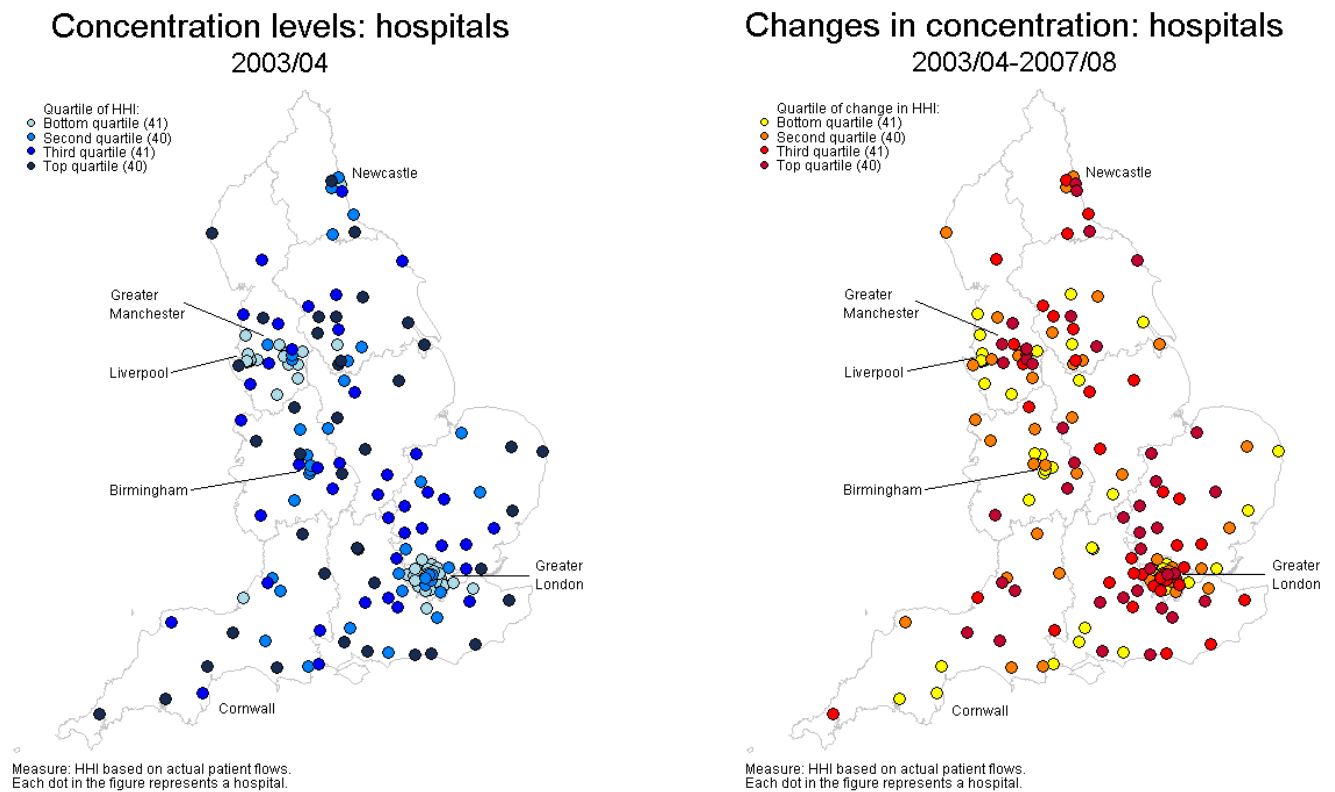 Concentration levels: hospitals
2003/04
Quartile of HHI:
Bottom quartile (41)
Second quartile (40)
Third quartile (41)
Top quartile (40)
Newcastle
Greater
Manchester
Liverpool
Birmingham
Greater
London
Cornwall
Measure: HHI based on actual patient flows.
Each dot in the figure represents a hospital.
Changes in concentration: hospitals
2003/04-2007/08
Quartile of change in HHI:
Bottom quartile (41)
Second quartile (40)
Third quartile (41)
Top quartile (40)
Newcastle
Greater
Manchester
Liverpool
Birmingham
Greater
London
Cornwall
Measure: HHI based on actual patient flows.
Each dot in the figure represents a hospital.